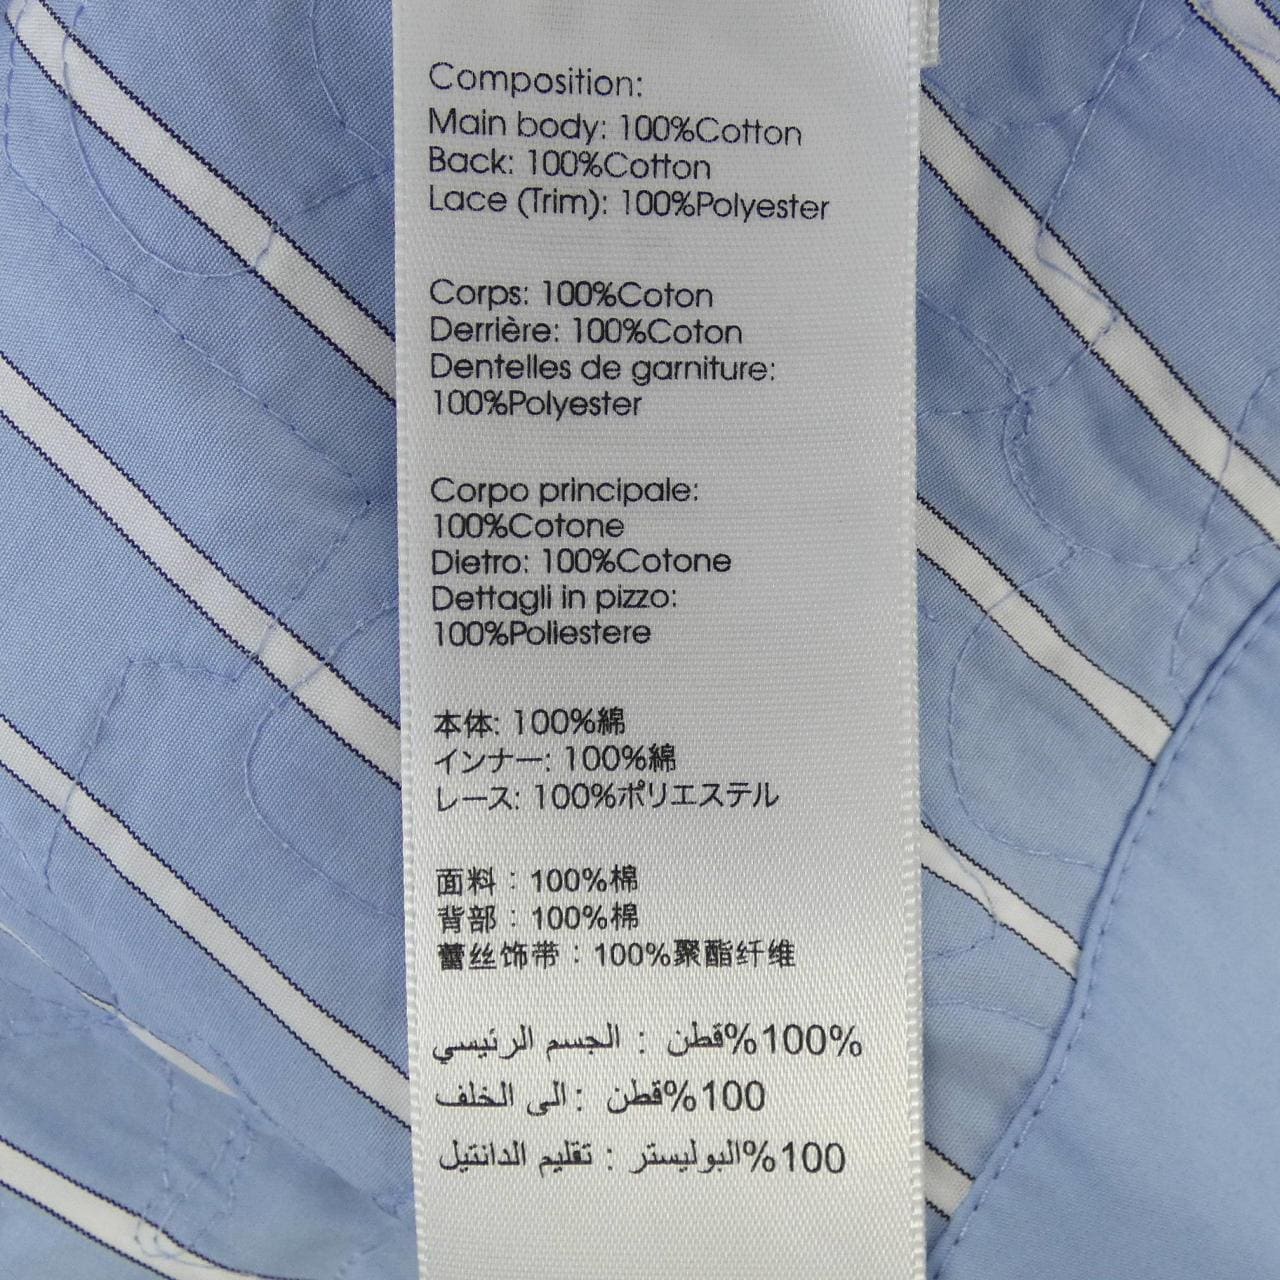 Composition:
Main body: 100%Cotton
Back: 100%Cotton
Lace (Trim): 100%Polyester
Corps: 100%Coton
Derrière: 100%Coton
Dentelles de garniture:
100%Polyester
Corpo principale:
100%Cotone
Dietro: 100%Cotone
Dettagli in pizzo:
100%Poliestere
本体: 100%綿
インナー: 100%綿
レース: 100%ポリエステル
面料：100%棉
背部：100%棉
蕾丝饰带：100%聚酯纤维
%100%قطن : الجسم الرئيسي
100%قطن : الى الخلف
100%البوليستر : تقليم الدانتيل